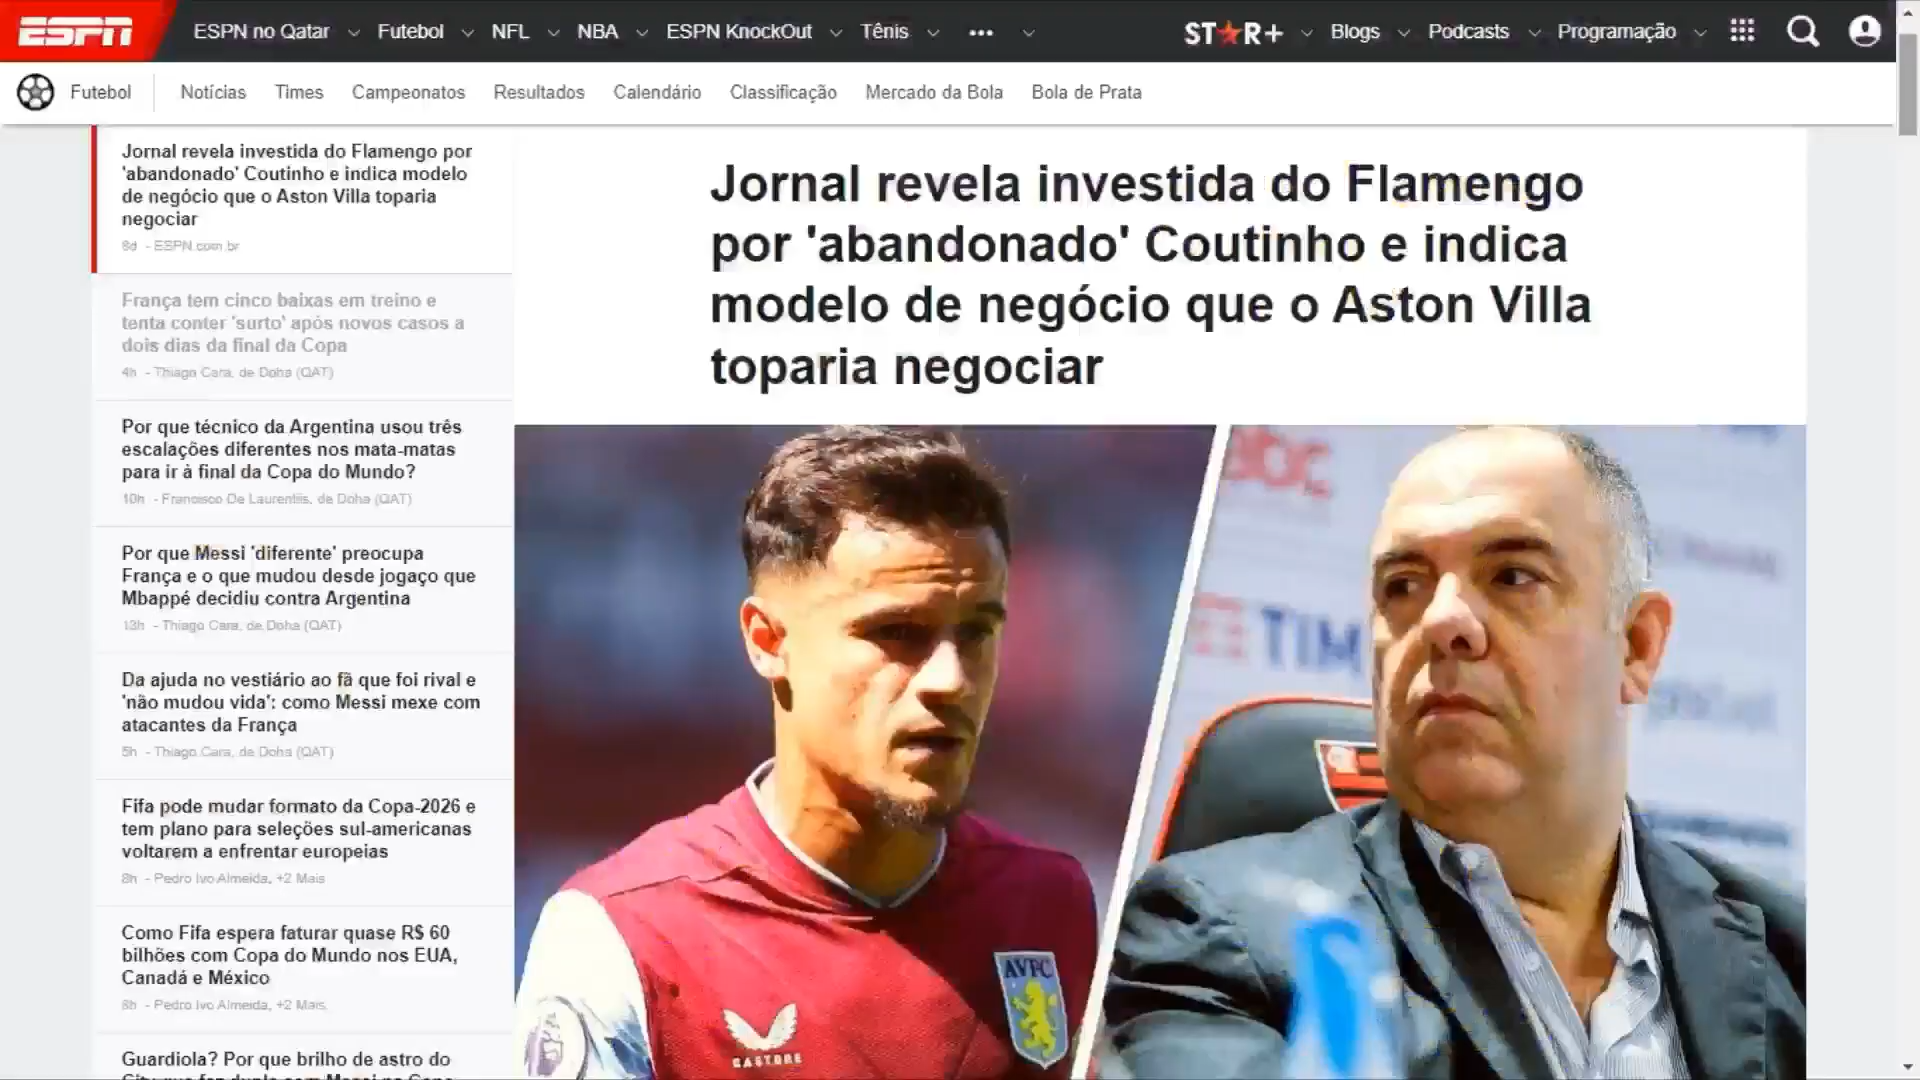 ESPN
ESPN no Qatar
Futebol
NFL
NBA
ESPN KnockOut
Tênis
STAR+
Blogs
Podcasts
Programação
Futebol
Notícias
Times
Campeonatos
Resultados
Calendário
Classificação
Mercado da Bola
Bola de Prata
Jornal revela investida do Flamengo por
'abandonado' Coutinho e indica modelo
de negócio que o Aston Villa toparia
negociar
8d - ESPN.com.br
França tem cinco baixas em treino e
tenta conter 'surto' após novos casos a
dois dias da final da Copa
4h - Thiago Cara, de Doha (QAT)
Por que técnico da Argentina usou três
escalações diferentes nos mata-matas
para ir à final da Copa do Mundo?
10h - Francisco De Laurentiis, de Doha (QAT)
Por que Messi 'diferente' preocupa
França e o que mudou desde jogaço que
Mbappé decidiu contra Argentina
13h - Thiago Cara, de Doha (QAT)
Da ajuda no vestiário ao fã que foi rival e
'não mudou vida': como Messi mexe com
atacantes da França
5h - Thiago Cara, de Doha (QAT)
Fifa pode mudar formato da Copa-2026 e
tem plano para seleções sul-americanas
voltarem a enfrentar europeias
8h - Pedro Ivo Almeida, +2 Mais
Como Fifa espera faturar quase R$ 60
bilhões com Copa do Mundo nos EUA,
Canadá e México
8h - Pedro Ivo Almeida, +2 Mais
Guardiola? Por que brilho de astro do
Jornal revela investida do Flamengo
por 'abandonado' Coutinho e indica
modelo de negócio que o Aston Villa
toparia negociar
TIM
AVFC
CASTORE